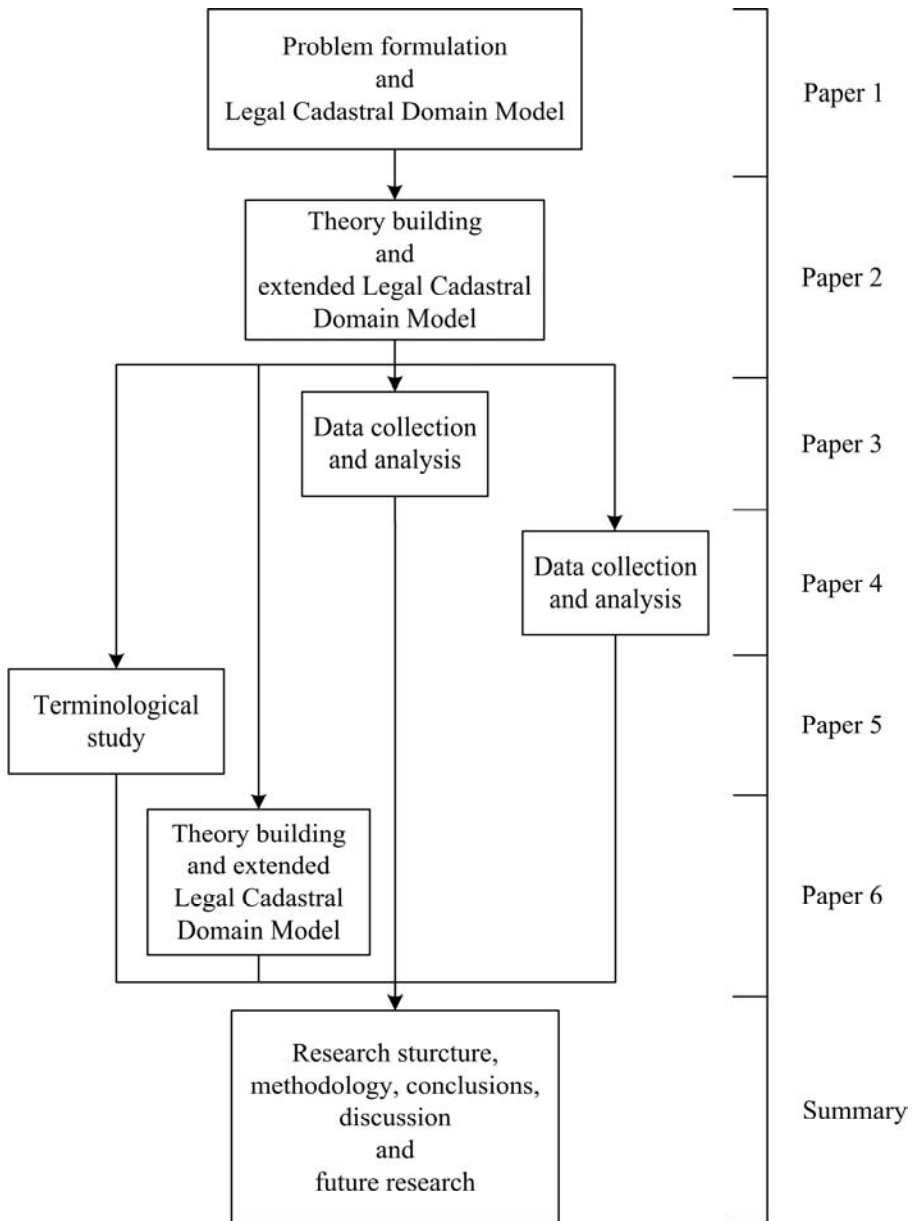 Problem formulation
and
Legal Cadastral Domain Model
Paper 1
Theory building
and
extended Legal Cadastral
Domain Model
Paper 2
Data collection
and analysis
Paper 3
Data collection
and analysis
Paper 4
Terminological
study
Paper 5
Theory building
and extended
Legal Cadastral
Domain Model
Paper 6
Research sturcture,
methodology, conclusions,
discussion
and
future research
Summary